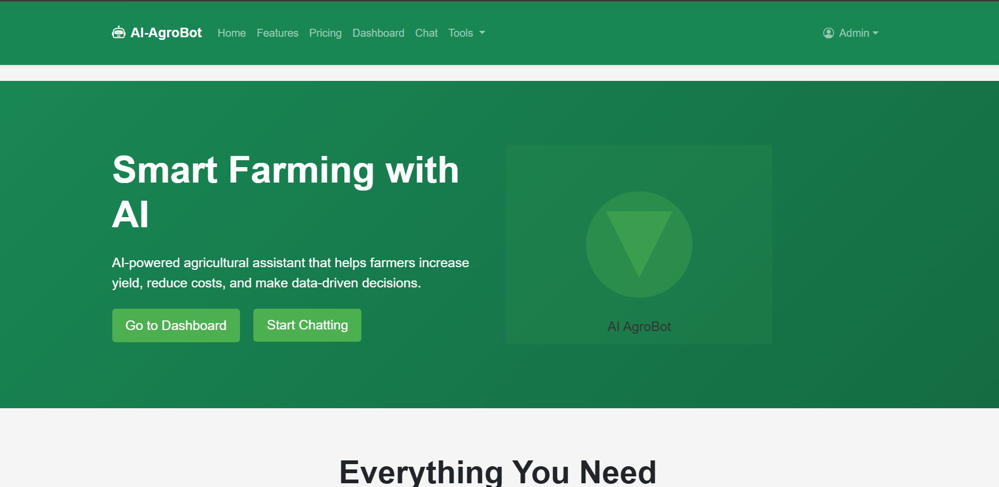 AI-AgroBot Home Features Pricing Dashboard Chat Tools Admin
Smart Farming with
AI
AI-powered agricultural assistant that helps farmers increase
yield, reduce costs, and make data-driven decisions.
Go to Dashboard Start Chatting
AI AgroBot
Everything You Need